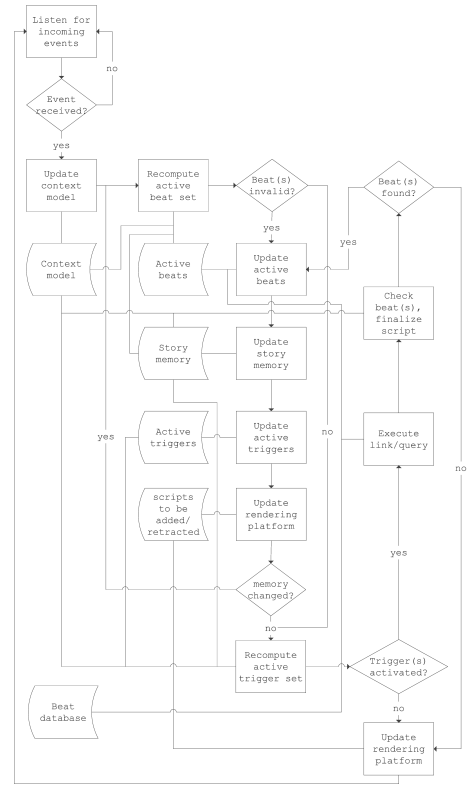 Listen for
incoming
events
no
Event
received?
yes
Update
context
model
Recompute
active
beat set
Beat(s)
invalid?
Beat(s)
found?
yes
yes
Context
model
Active
beats
Update
active
beats
Check
beat(s),
finalize
script
Story
memory
Update
story
memory
yes
Active
triggers
Update
active
triggers
no
Execute
link/query
no
scripts
to be
added/
retracted
Update
rendering
platform
yes
memory
changed?
no
Recompute
active
trigger set
Trigger(s)
activated?
Beat
database
no
Update
rendering
platform